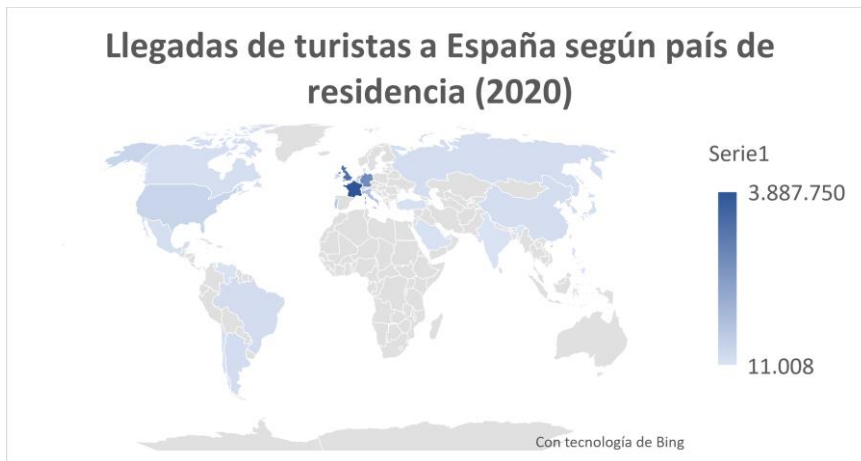 Llegadas de turistas a España según país de
residencia (2020)
Serie1
3.887.750
11.008
Con tecnología de Bing